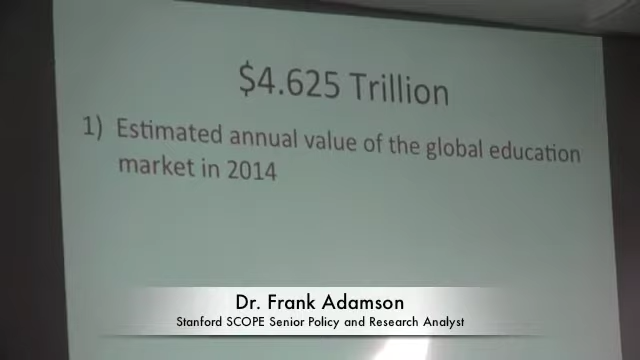 $4.625 Trillion
1) Estimated annual value of the global education
market in 2014
Dr. Frank Adamson
Stanford SCOPE Senior Policy and Research Analyst